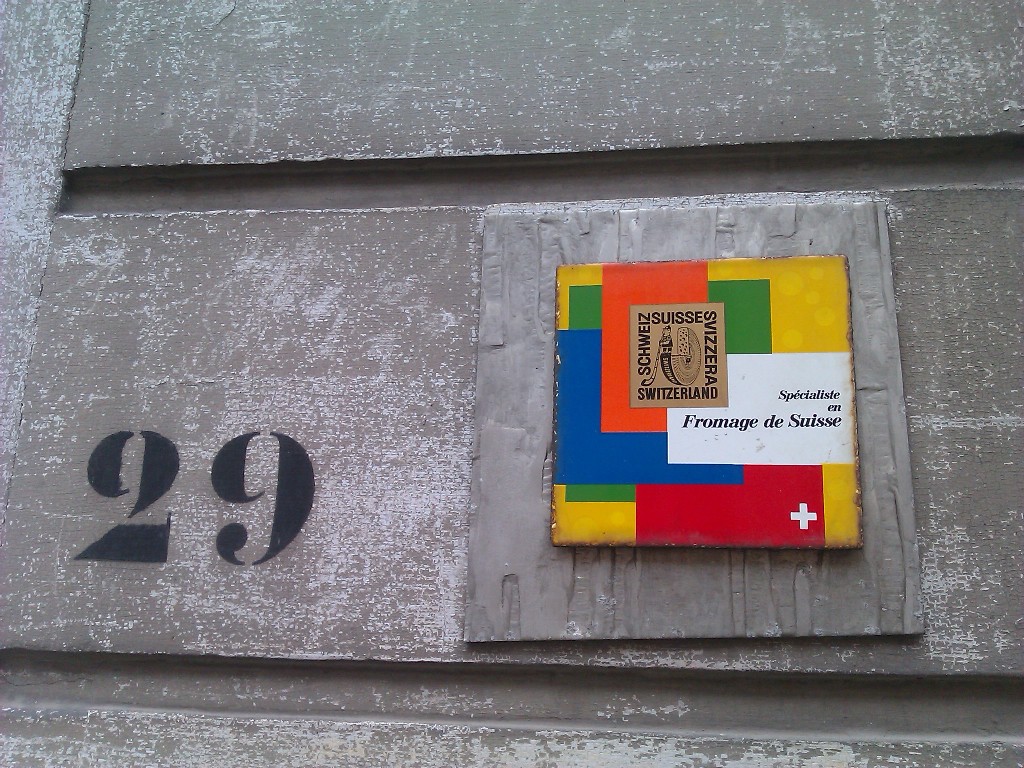 29
SCHWEIZ
SUISSE
SVIZZERA
SWITZERLAND
Spécialiste
en
Fromage de Suisse